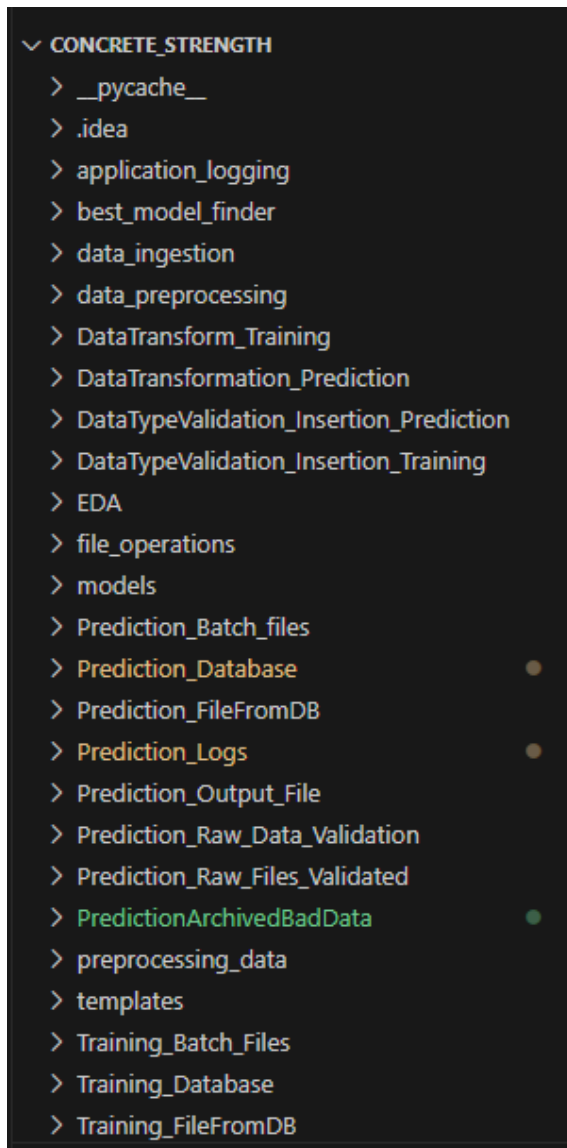 CONCRETE_STRENGTH
__pycache__
.idea
application_logging
best_model_finder
data_ingestion
data_preprocessing
DataTransform_Training
DataTransformation_Prediction
DataTypeValidation_Insertion_Prediction
DataTypeValidation_Insertion_Training
EDA
file_operations
models
Prediction_Batch_files
Prediction_Database
Prediction_FileFromDB
Prediction_Logs
Prediction_Output_File
Prediction_Raw_Data_Validation
Prediction_Raw_Files_Validated
PredictionArchivedBadData
preprocessing_data
templates
Training_Batch_Files
Training_Database
Training_FileFromDB